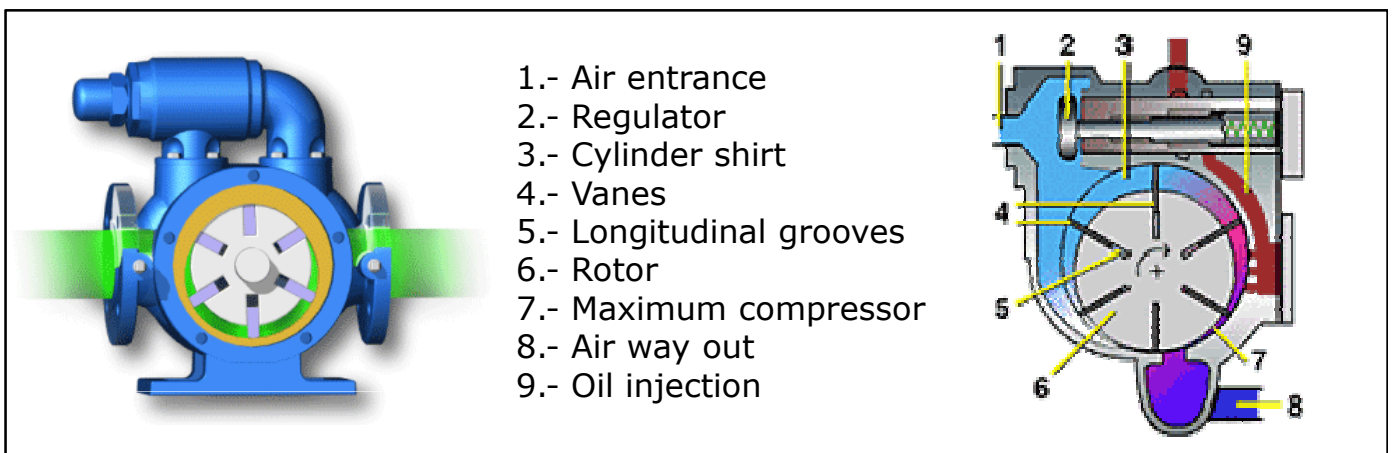 1.- Air entrance
2.- Regulator
3.- Cylinder shirt
4.- Vanes
5.- Longitudinal grooves
6.- Rotor
7.- Maximum compressor
8.- Air way out
9.- Oil injection
1 2 3 9
4
5
6 7
8